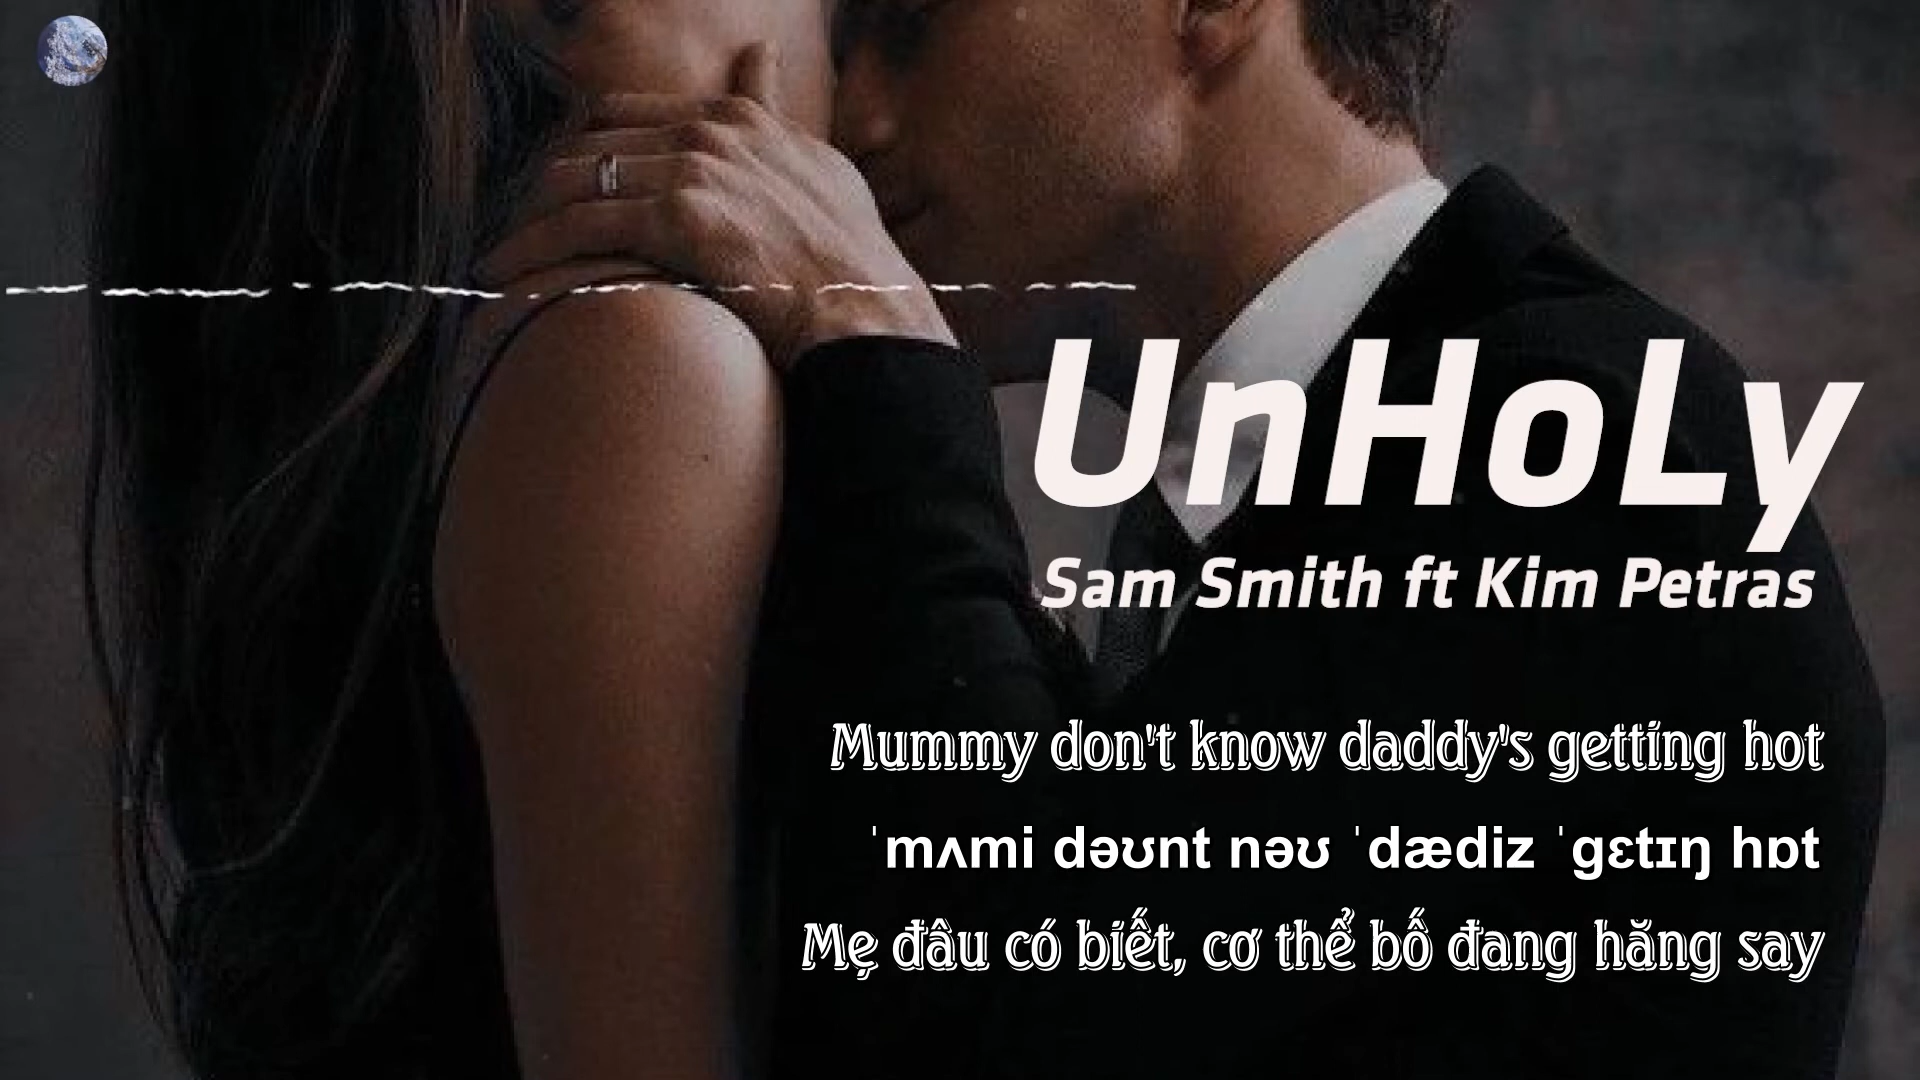 UnHoLy
Sam Smith ft Kim Petras
Mummy don't know daddy's getting hot
ˈmʌmi dəʊnt nəʊ ˈdædiz ˈgɛtɪŋ hɒt
Mẹ đâu có biết, cơ thể bố đang hăng say